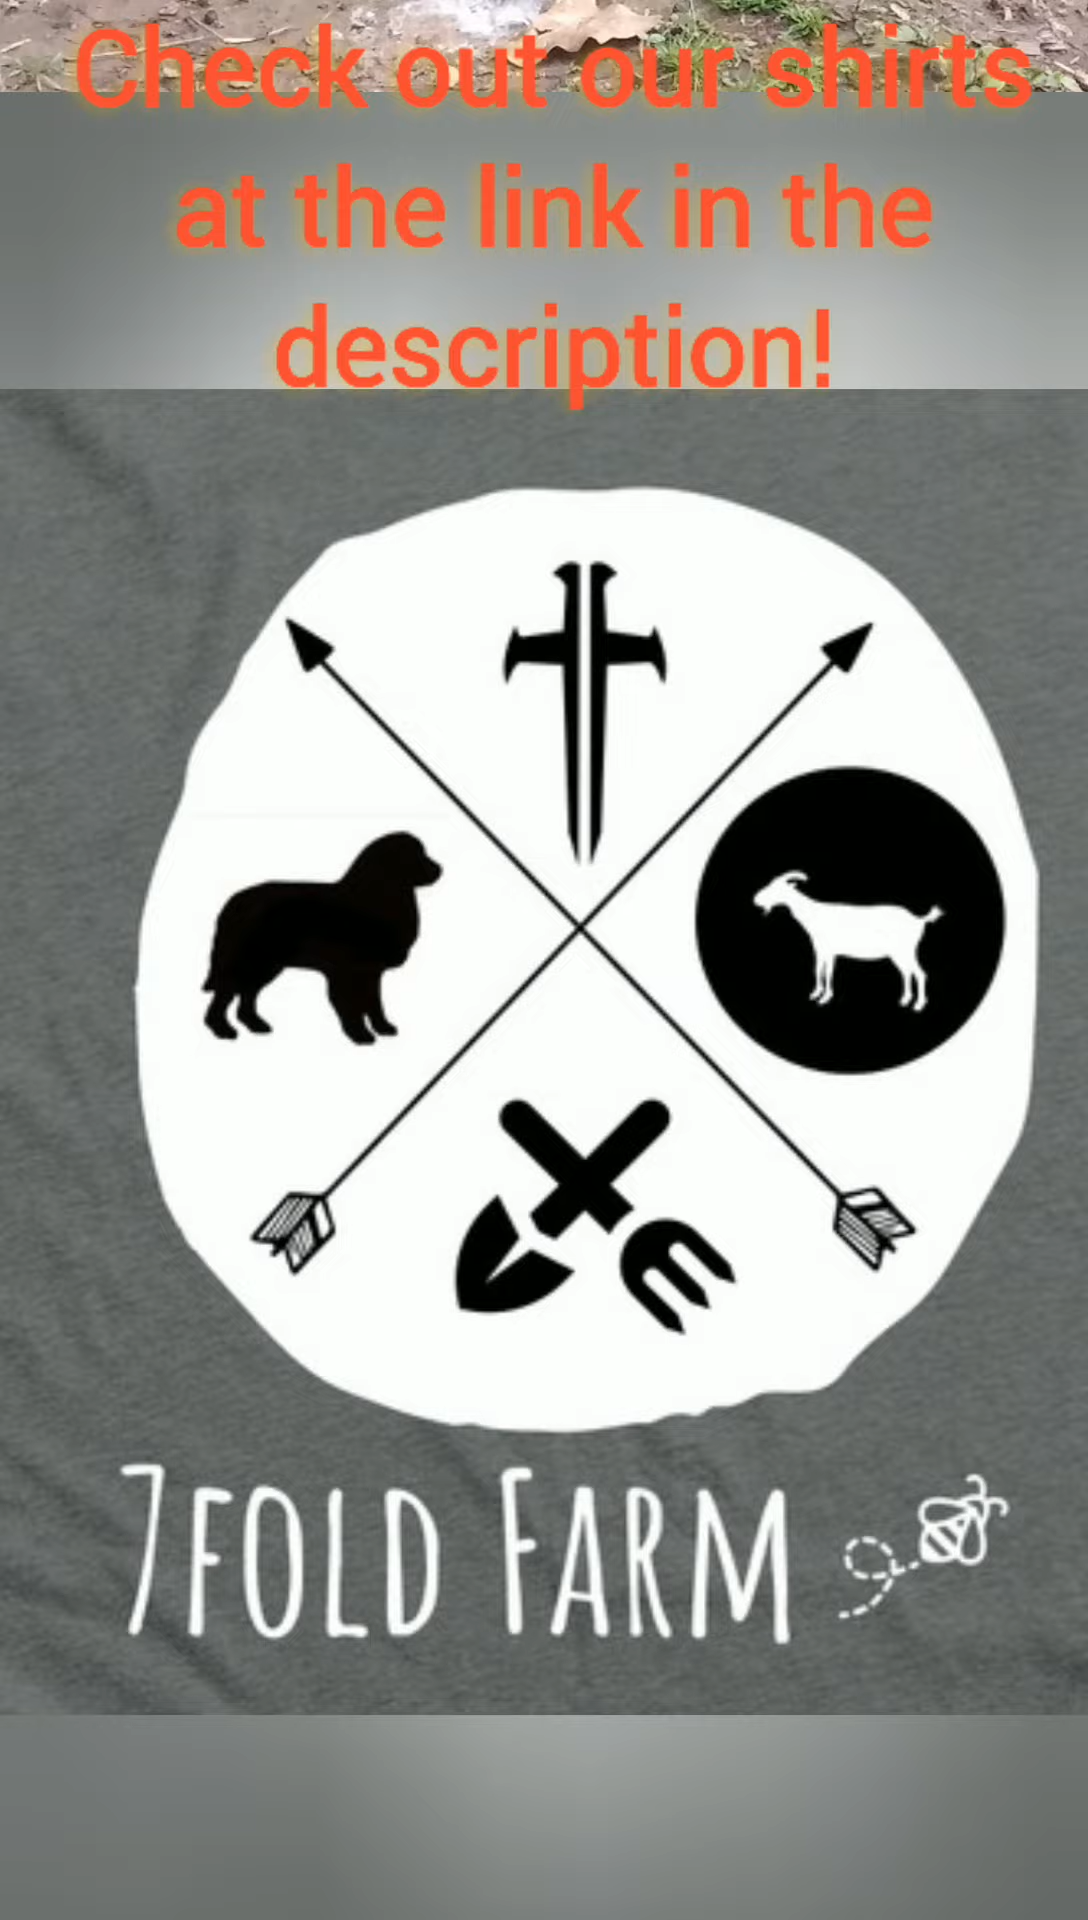 Check out our shirts
at the link in the
description!
7FOLD FARM